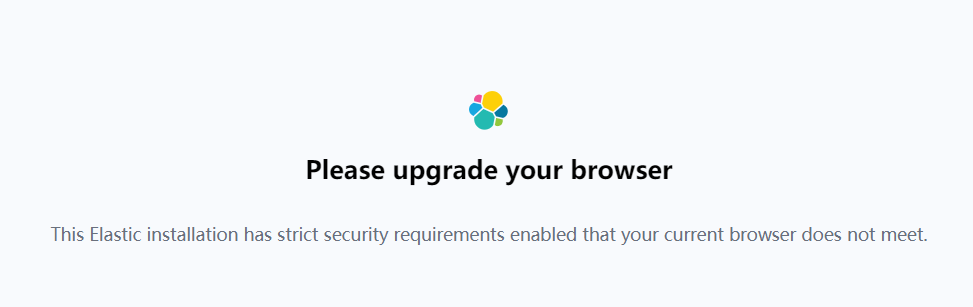 Please upgrade your browser
This Elastic installation has strict security requirements enabled that your current browser does not meet.